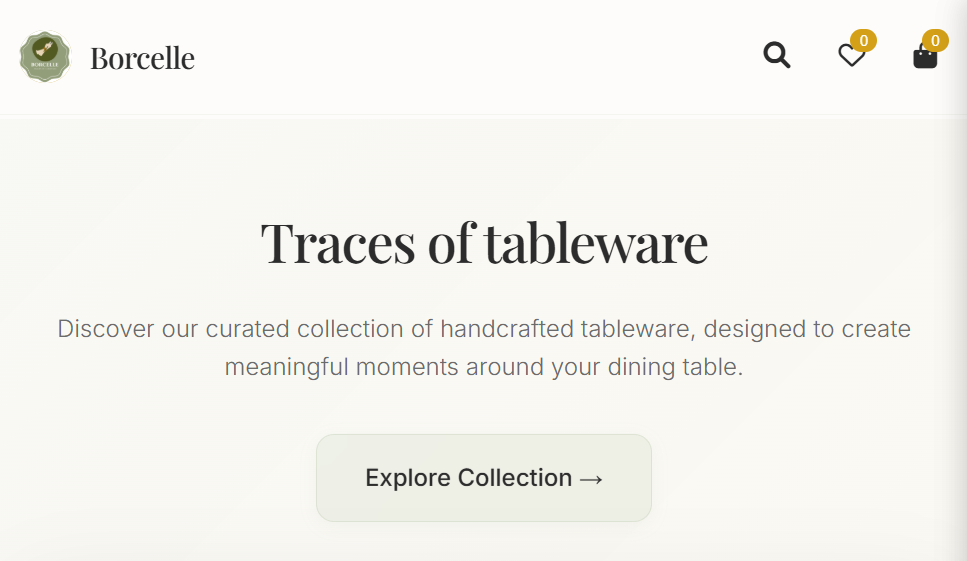 BORCELLE
Borcelle
0
0
Traces of tableware
Discover our curated collection of handcrafted tableware, designed to create
meaningful moments around your dining table.
Explore Collection →